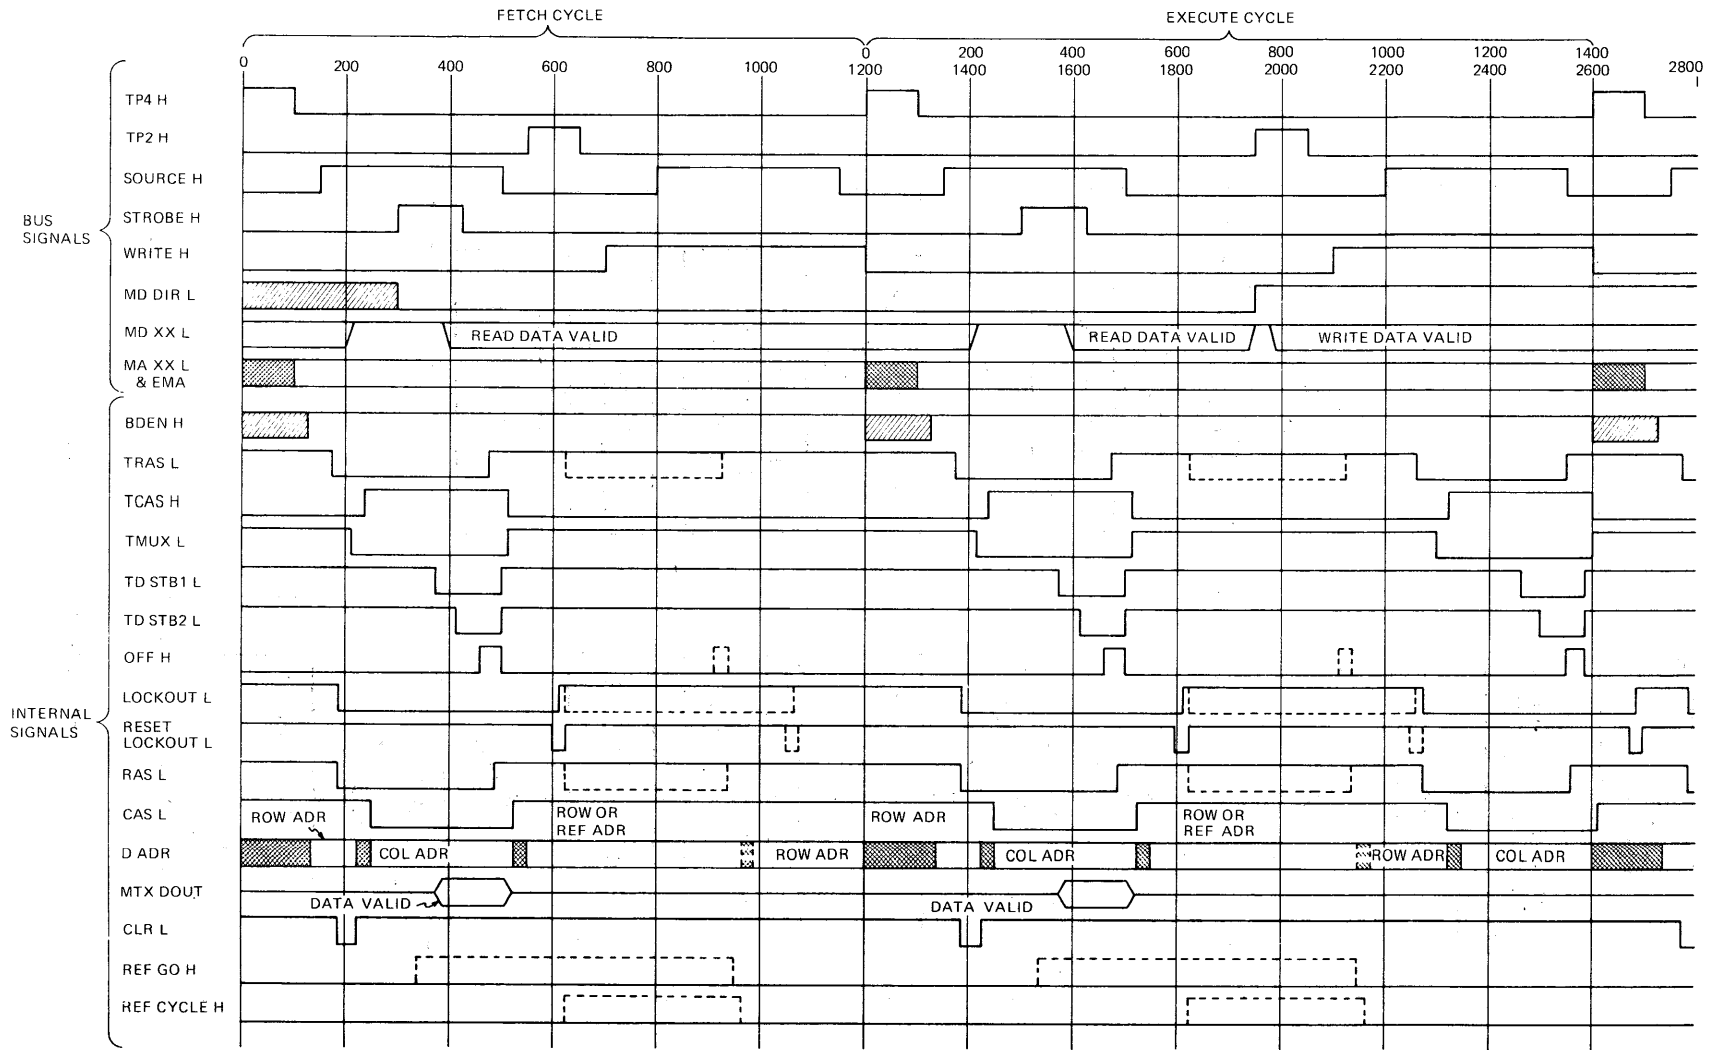 FETCH CYCLE
EXECUTE CYCLE
0 200 400 600 800 1000 1200
0 200 400 600 800 1000 1200 1400
1400 1600 1800 2000 2200 2400 2600 2800
BUS
SIGNALS
TP4 H
TP2 H
SOURCE H
STROBE H
WRITE H
MD DIR L
MD XX L
READ DATA VALID
READ DATA VALID
WRITE DATA VALID
MA XX L
& EMA
INTERNAL
SIGNALS
BDEN H
TRAS L
TCAS H
TMUX L
TD STB1 L
TD STB2 L
OFF H
LOCKOUT L
RESET
LOCKOUT L
RAS L
CAS L
ROW ADR
ROW OR
REF ADR
ROW ADR
ROW OR
REF ADR
D ADR
COL ADR
ROW ADR
COL ADR
ROW ADR
COL ADR
MTX DOUT
DATA VALID
DATA VALID
CLR L
REF GO H
REF CYCLE H